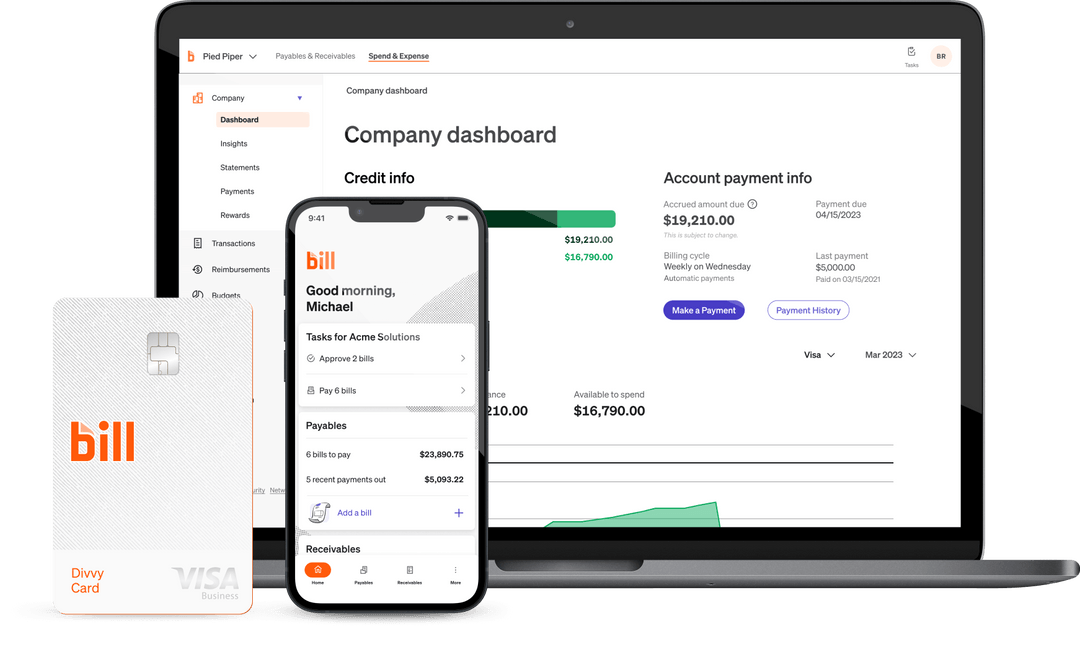 Pied Piper
Payables & Receivables
Spend & Expense
Tasks
BR
Company
Dashboard
Insights
Statements
Payments
Rewards
Transactions
Reimbursements
Budgets
Company dashboard
Company dashboard
Credit info
$19,210.00
$16,790.00
Account payment info
Accrued amount due ?
$19,210.00
This is subject to change.
Payment due
04/15/2023
Billing cycle
Weekly on Wednesday
Automatic payments
Last payment
$5,000.00
Paid on 03/15/2021
Make a Payment
Payment History
Visa
Mar 2023
ance
210.00
Available to spend
$16,790.00
urity Netw
9:41
bill
Good morning,
Michael
Tasks for Acme Solutions
Approve 2 bills
Pay 6 bills
Payables
6 bills to pay $23,890.75
5 recent payments out $5,093.22
Add a bill +
Receivables
Home
Payables
Receivables
More
bill
Divvy
Card
VISA
Business